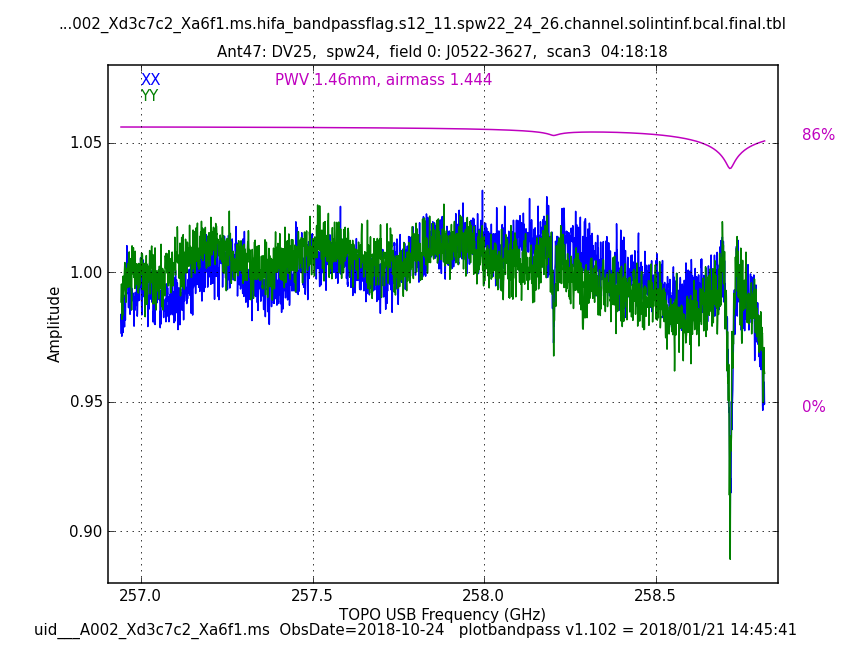 ...002_Xd3c7c2_Xa6f1.ms.hifa_bandpassflag.s12_11.spw22_24_26.channel.solintinf.bcal.final.tbl
Ant47: DV25,  spw24,  field 0: J0522-3627,  scan3  04:18:18
XX
PWV 1.46mm, airmass 1.444
YY
86%
1.05
1.00
Amplitude
0.95
0%
0.90
257.0
257.5
258.0
258.5
TOPO USB Frequency (GHz)
uid___A002_Xd3c7c2_Xa6f1.ms  ObsDate=2018-10-24   plotbandpass v1.102 = 2018/01/21 14:45:41